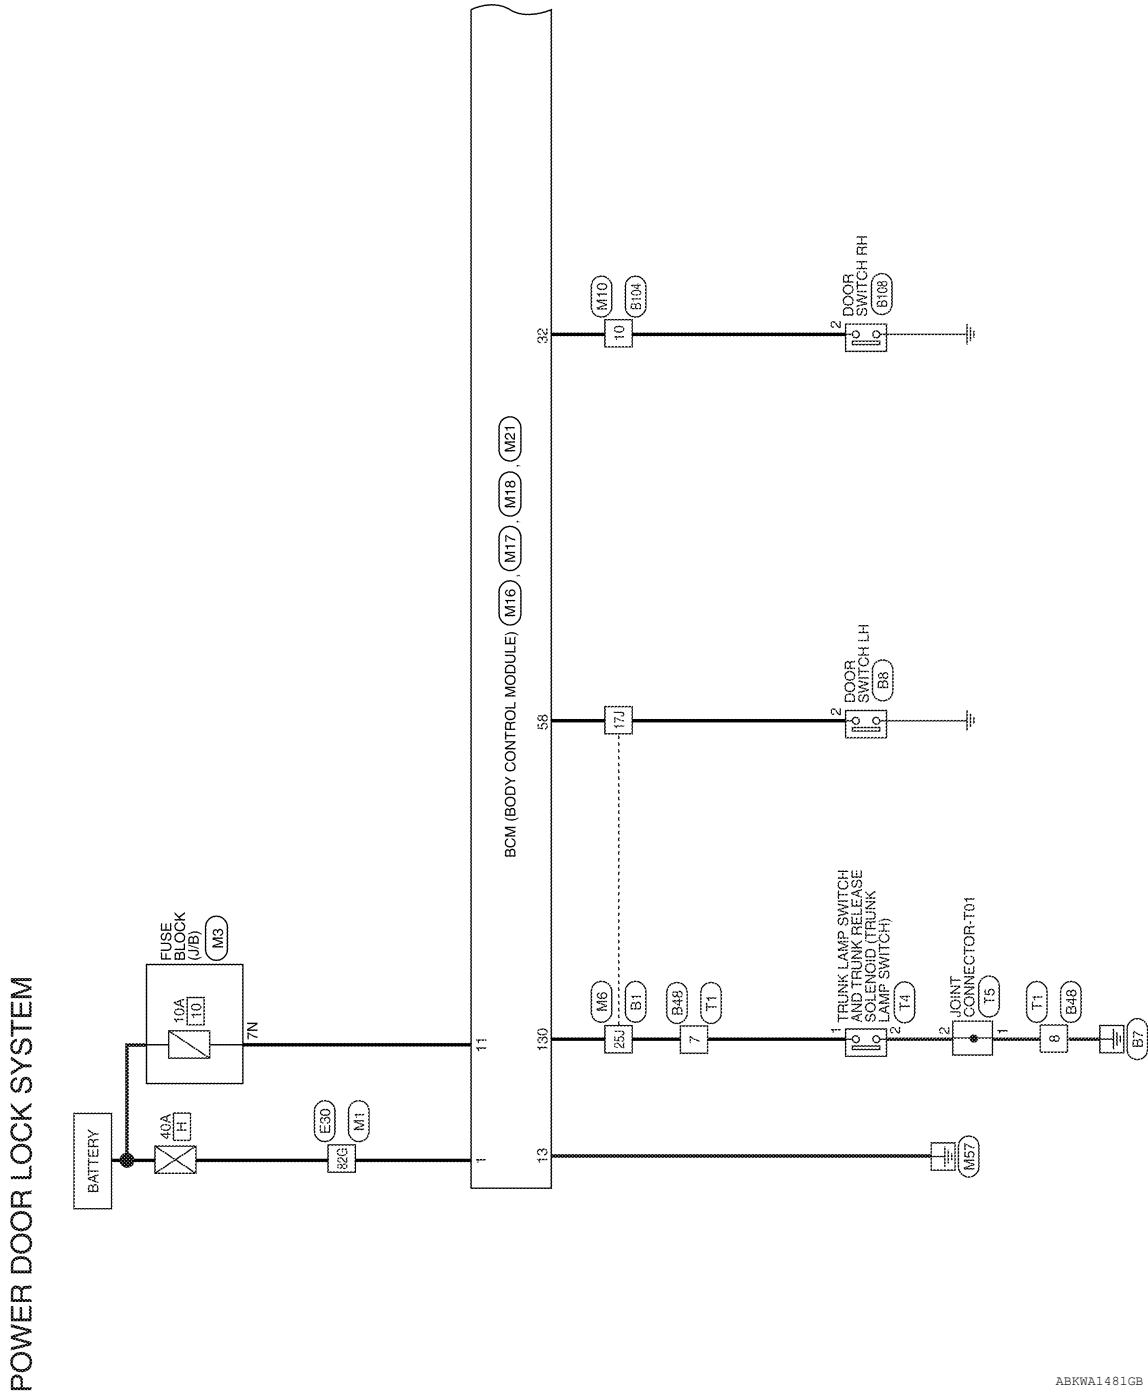 POWER DOOR LOCK SYSTEM
BATTERY
40A
H
10A
10
FUSE
BLOCK
(J/B)
M3
7N
E30
82G
M1
1
11
BCM (BODY CONTROL MODULE) M16 , M17 , M18 , M21
13
130
58
32
M57
M6
25J
B1
17J
M10
10
B104
B48
7
T1
TRUNK LAMP SWITCH
AND TRUNK RELEASE
SOLENOID (TRUNK
LAMP SWITCH)
T4
1
2
DOOR
SWITCH LH
B8
2
DOOR
SWITCH RH
B108
2
JOINT
CONNECTOR-T01
T5
2
1
T1
8
B48
B7
ABKWA1481GB